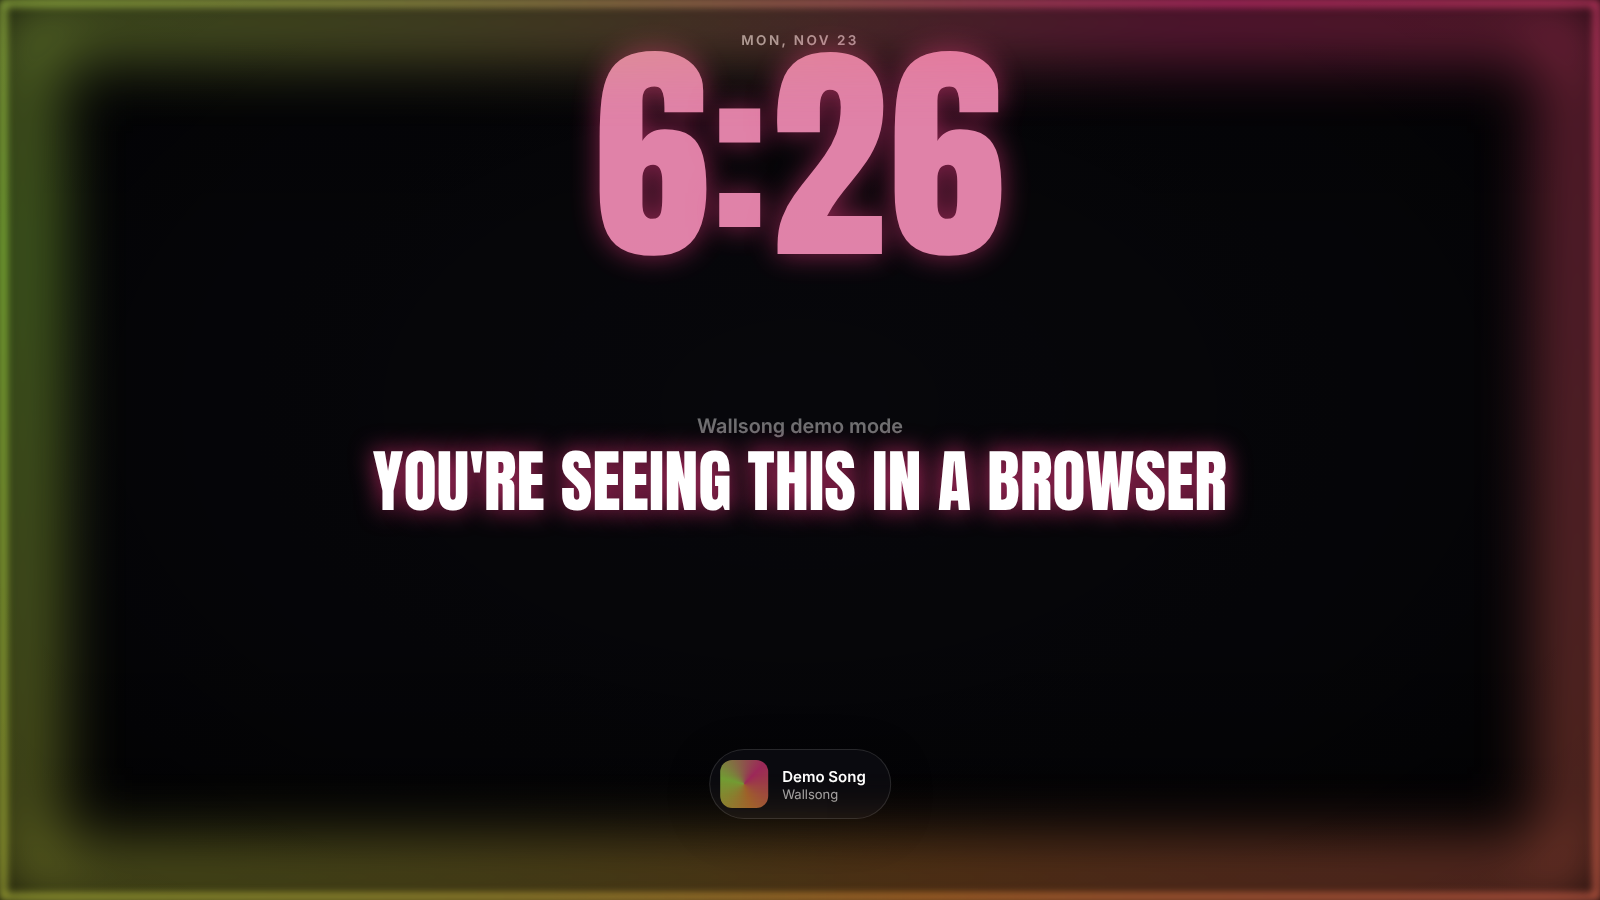 MON, NOV 23
6:26
Wallsong demo mode
YOU'RE SEEING THIS IN A BROWSER
Demo Song
Wallsong